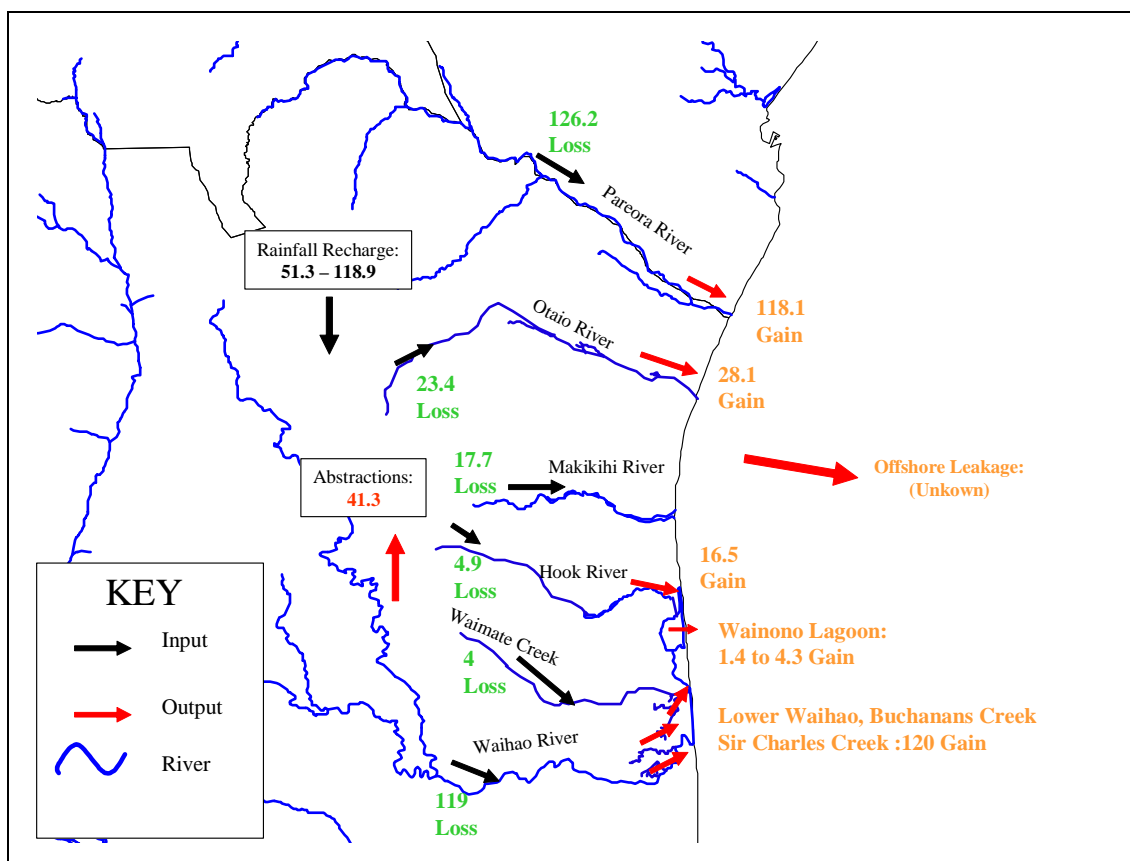 126.2
Loss
Pareora River
Rainfall Recharge:
51.3 – 118.9
118.1
Gain
Otaio River
23.4
Loss
28.1
Gain
17.7
Loss
Makikihi River
Offshore Leakage:
(Unkown)
Abstractions:
41.3
4.9
Loss
Hook River
16.5
Gain
KEY
Input
Output
River
Waimate Creek
4
Loss
Wainono Lagoon:
1.4 to 4.3 Gain
Lower Waihao, Buchanans Creek
Sir Charles Creek :120 Gain
Waihao River
119
Loss